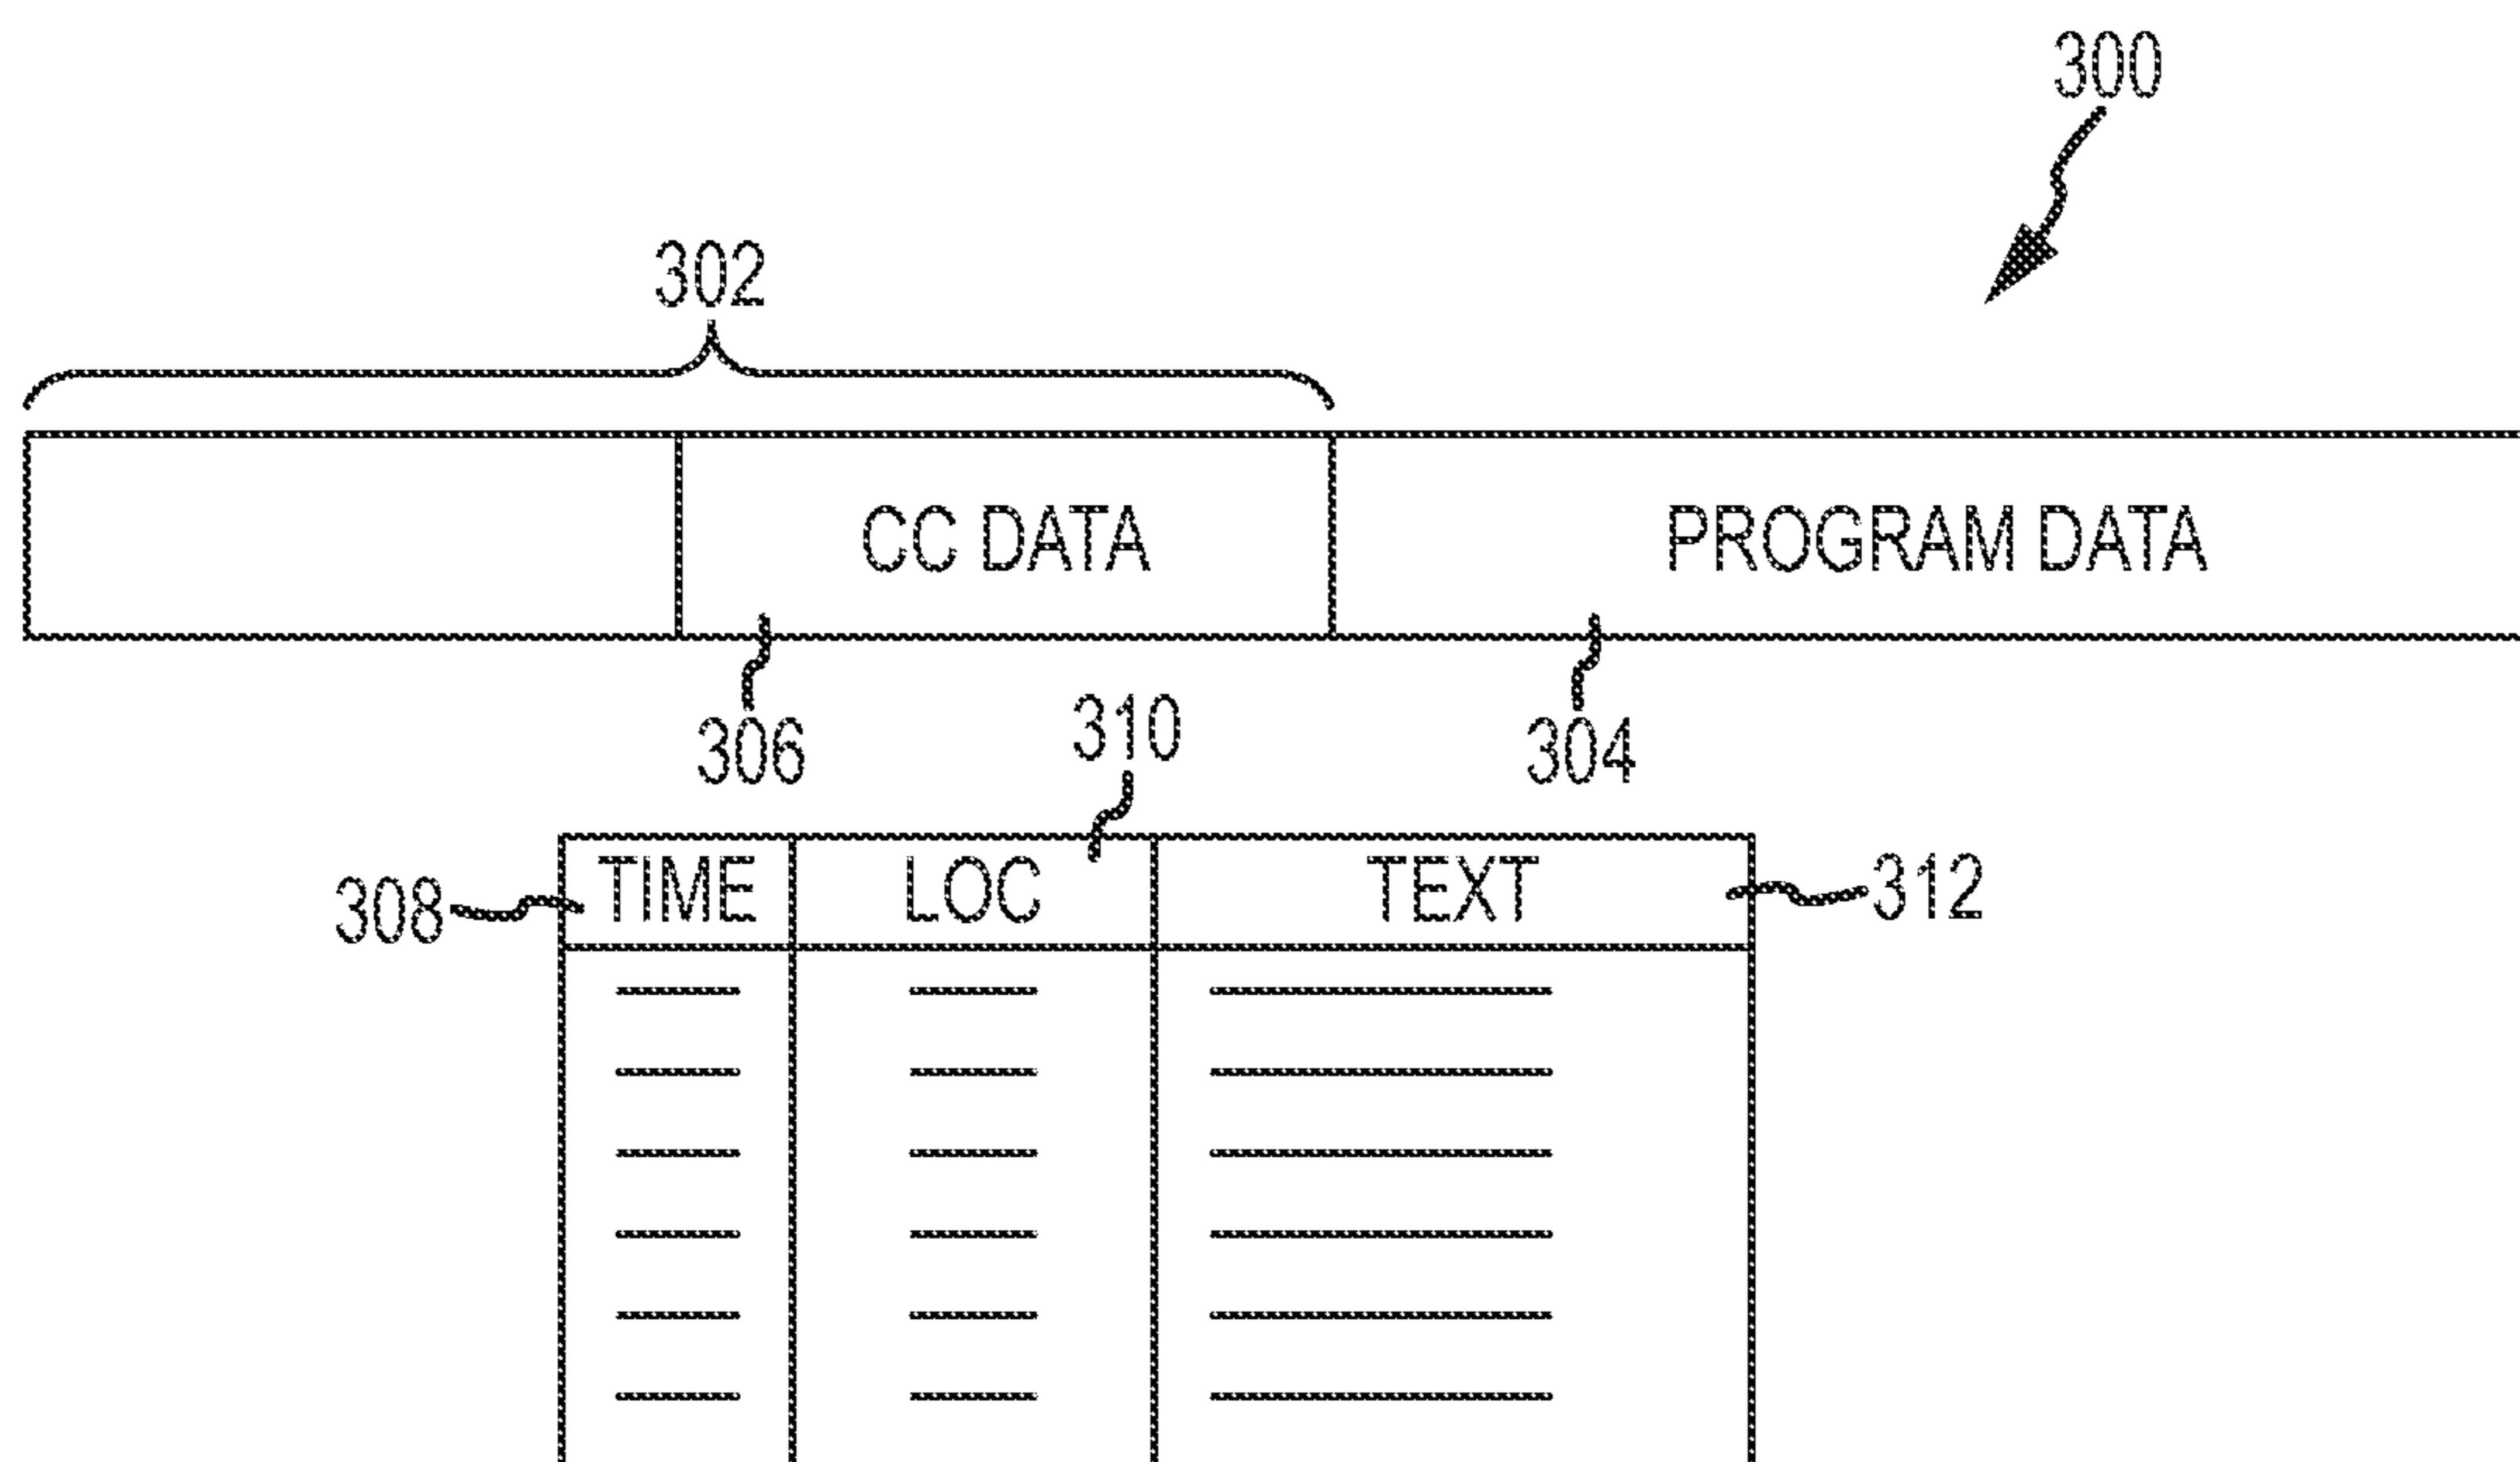 300
302
CC DATA PROGRAM DATA
306 310 304
308 TIME LOC TEXT 312